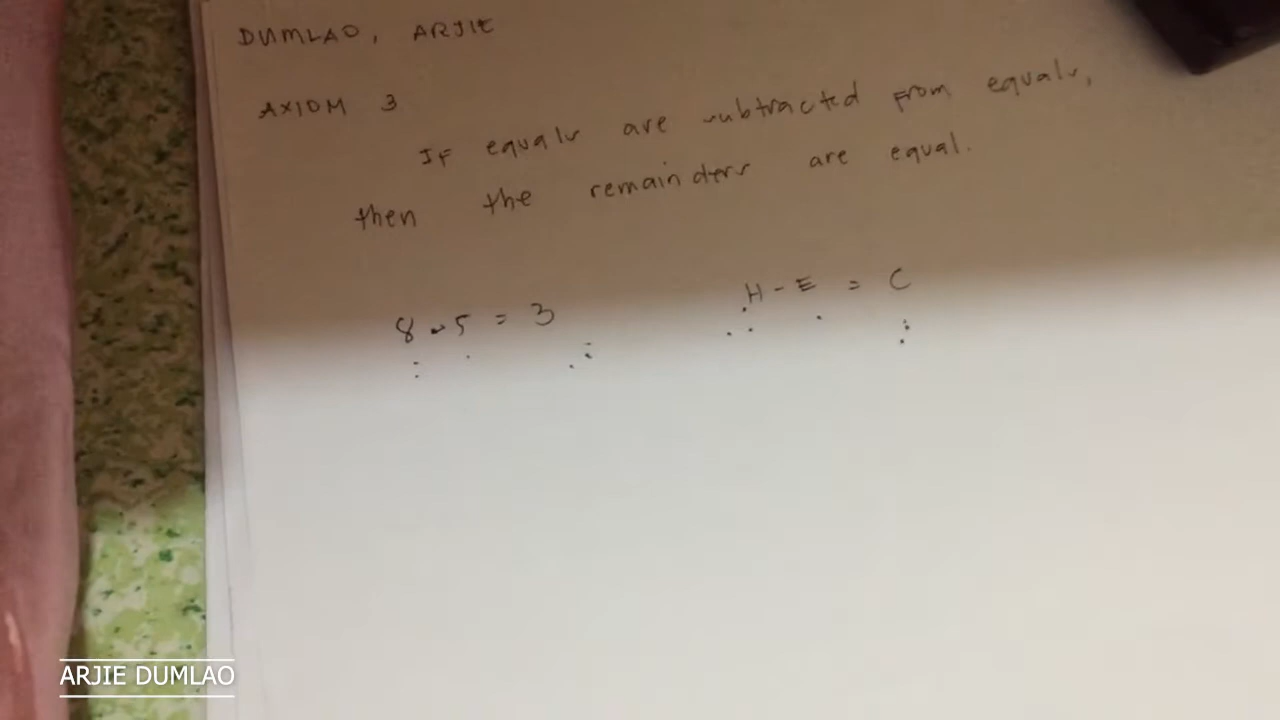 DUMLAO, ARJIE
AXIOM 3
IF equals are subtracted from equals,
then the remainders are equal.
8 - 5 = 3
H - E = C
ARJIE DUMLAO